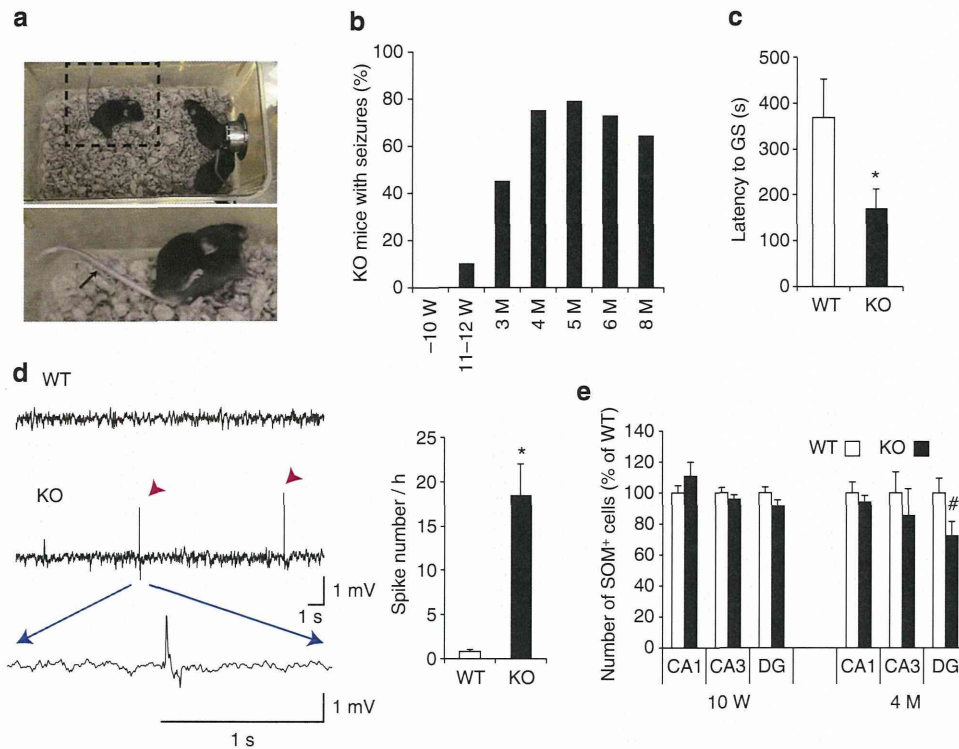 a
b
KO mice with seizures (%)
100
80
60
40
20
0
–10 W
11–12 W
3 M
4 M
5 M
6 M
8 M
c
Latency to GS (s)
500
400
300
200
100
0
*
WT
KO
d
WT
KO
1 mV
1 s
1 mV
1 s
Spike number / h
25
20
15
10
5
0
*
WT
KO
e
Number of SOM+ cells (% of WT)
140
120
100
80
60
40
20
0
WT KO
#
CA1 CA3 DG CA1 CA3 DG
10 W 4 M